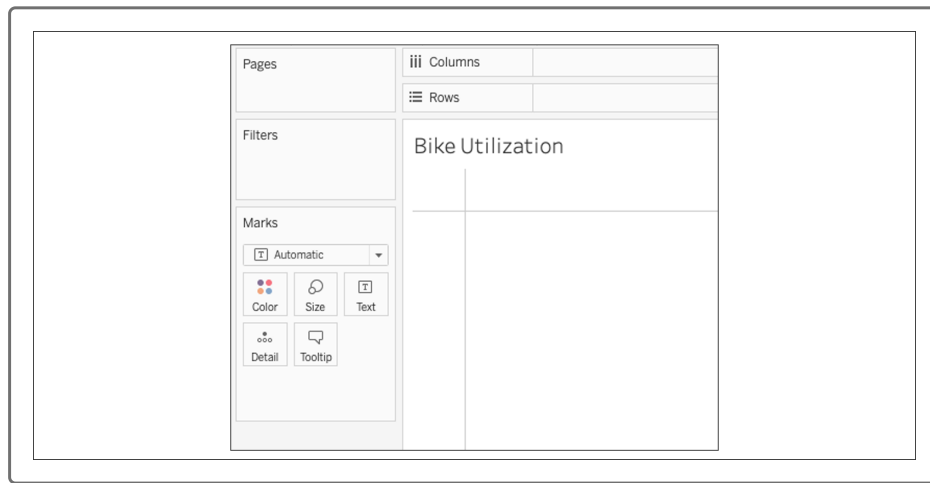 Pages
Columns
Rows
Filters
Bike Utilization
Marks
T Automatic
Color Size T Text
Detail Tooltip